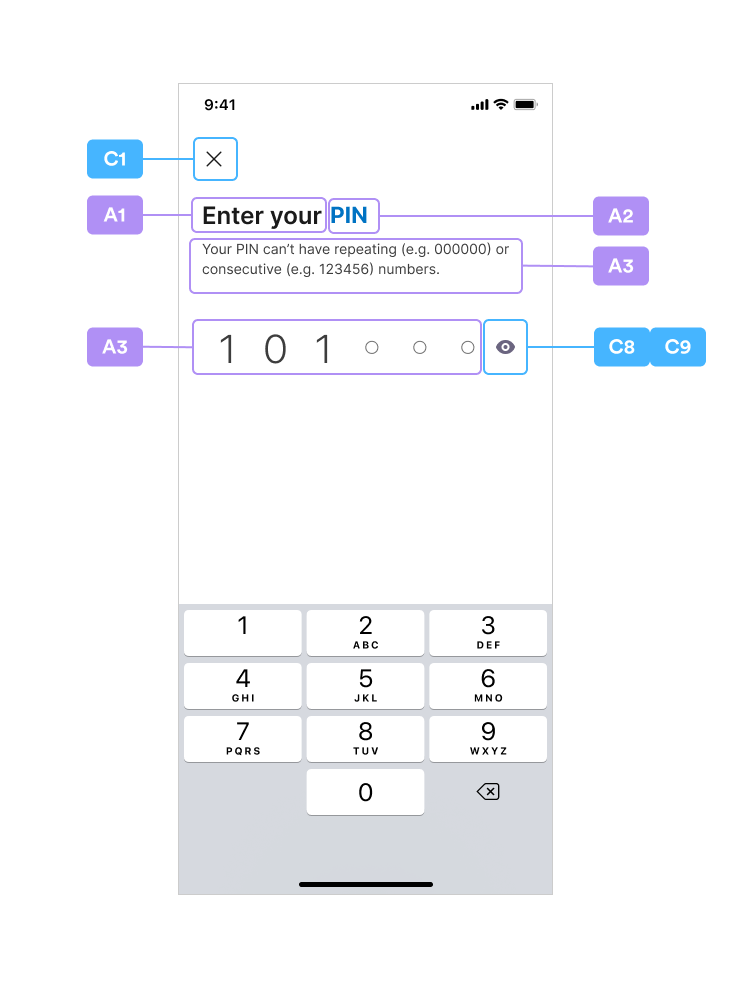 9:41
C1
A1
Enter your PIN
A2
Your PIN can’t have repeating (e.g. 000000) or
consecutive (e.g. 123456) numbers.
A3
A3
1 0 1
C8 C9
1
2
ABC
3
DEF
4
GHI
5
JKL
6
MNO
7
PQRS
8
TUV
9
WXYZ
0